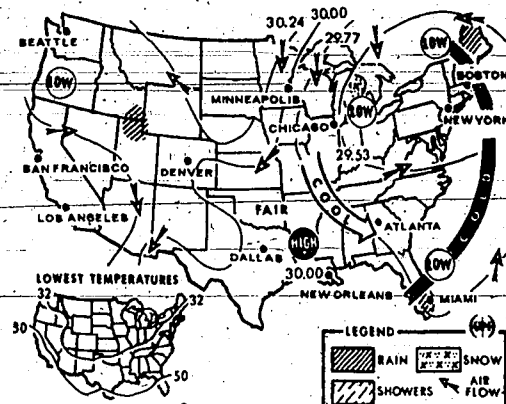 SEATTLE
30.24
30.00
29.77
LOW
BOSTON
LOW
MINNEAPOLIS
LOW
NEW YORK
CHICAGO
SAN FRANCISCO
DENVER
29.53
COOL
COLD
FAIR
LOS ANGELES
ATLANTA
HIGH
DALLAS
LOW
30.00
LOWEST TEMPERATURES
NEW ORLEANS
MIAMI
32
32
50
50
LEGEND
UPI
RAIN
SNOW
SHOWERS
AIR FLOW